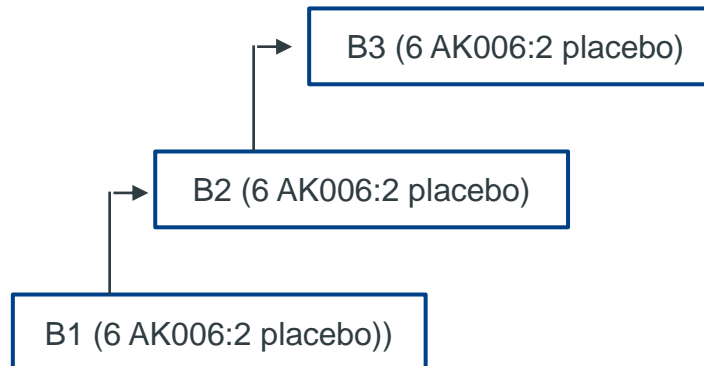 B3 (6 AK006:2 placebo)
B2 (6 AK006:2 placebo)
B1 (6 AK006:2 placebo))